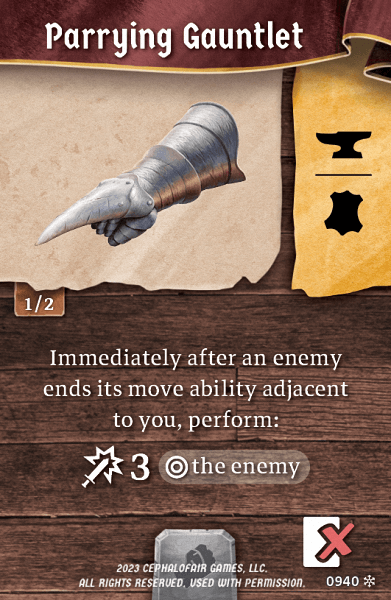 Parrying Gauntlet
1/2
Immediately after an enemy
ends its move ability adjacent
to you, perform:
3 the enemy
2023 CEPHALOFAIR GAMES, LLC.
ALL RIGHTS RESERVED. USED WITH PERMISSION.
0940